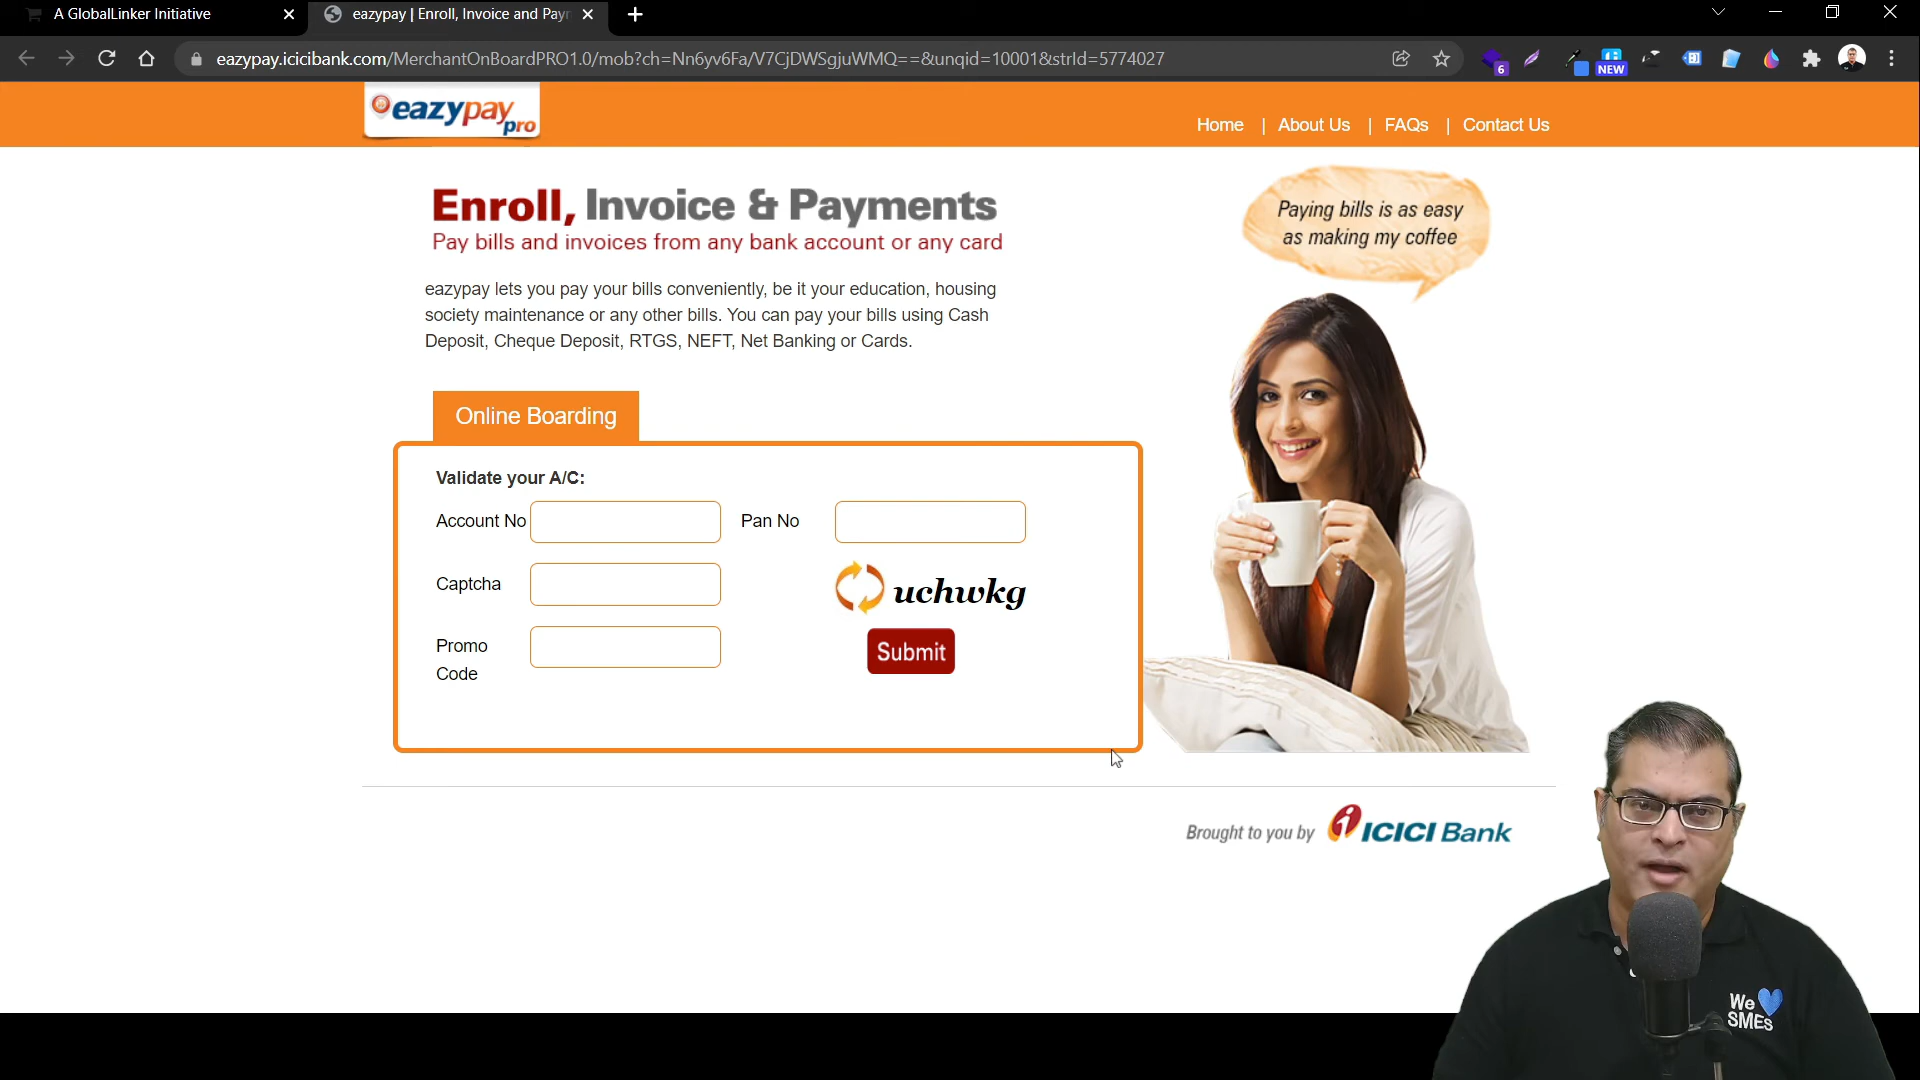 A GlobalLinker Initiative
eazypay | Enroll, Invoice and Payn
eazypay.icicibank.com/MerchantOnBoardPRO1.0/mob?ch=Nn6yv6Fa/V7CjDWSgjuWMQ==&unqid=10001&strId=5774027
6
NEW
eazypay
pro
Home | About Us | FAQs | Contact Us
Enroll, Invoice & Payments
Pay bills and invoices from any bank account or any card
Paying bills is as easy
as making my coffee
eazypay lets you pay your bills conveniently, be it your education, housing
society maintenance or any other bills. You can pay your bills using Cash
Deposit, Cheque Deposit, RTGS, NEFT, Net Banking or Cards.
Online Boarding
Validate your A/C:
Account No Pan No
Captcha uchwkg
Promo
Code
Submit
Brought to you by ICICI Bank
We
SMES